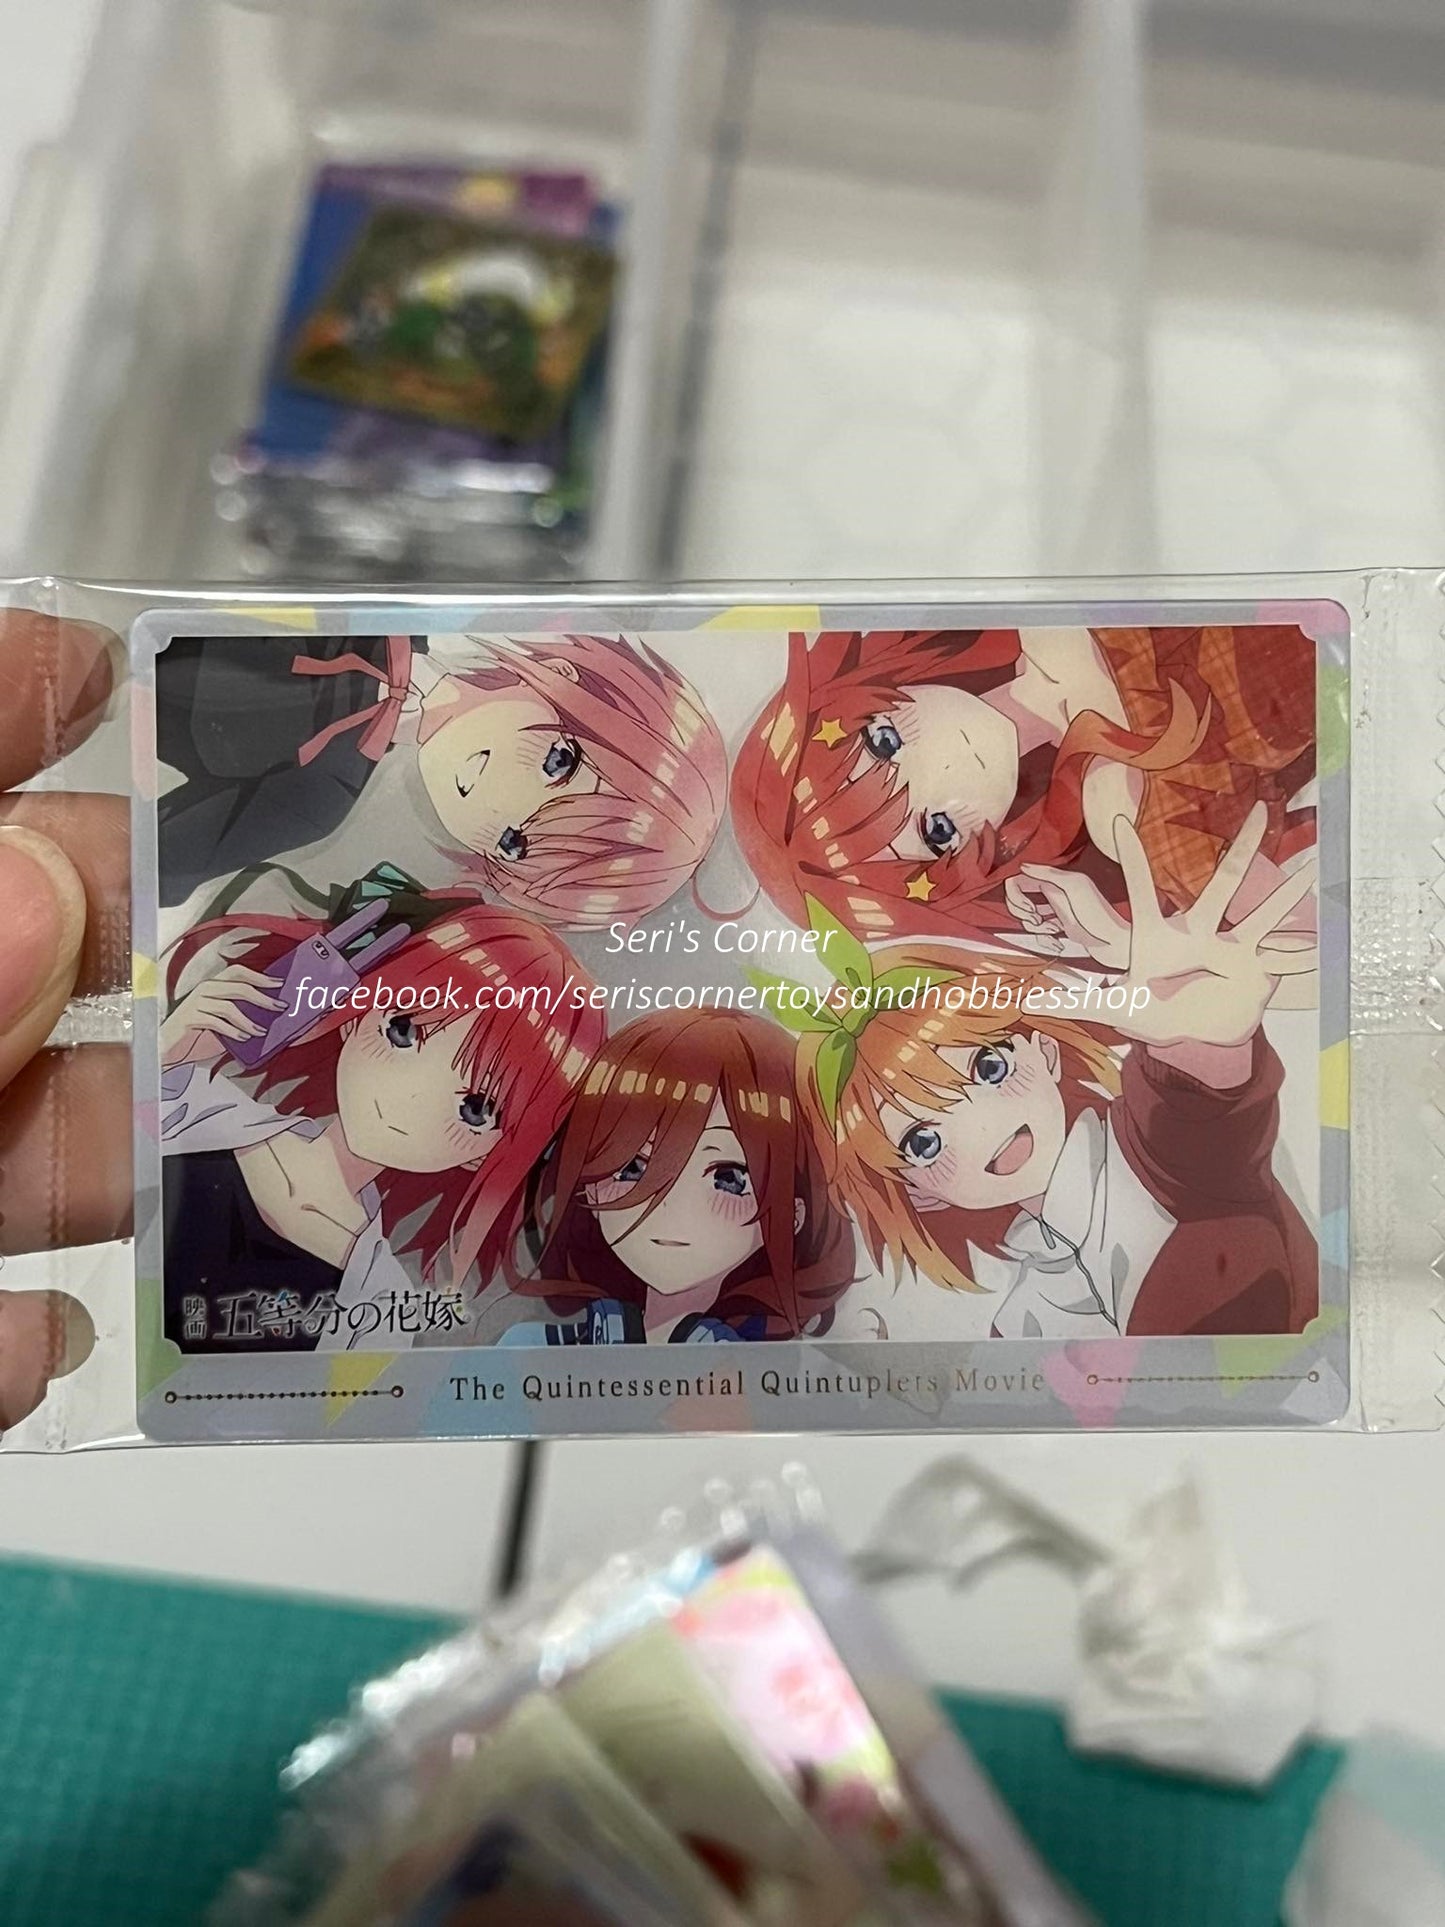 Seri's Corner
facebook.com/seriscornertoysandhobbiesshop
映画 五等分の花嫁
The Quintessential Quintuplets Movie